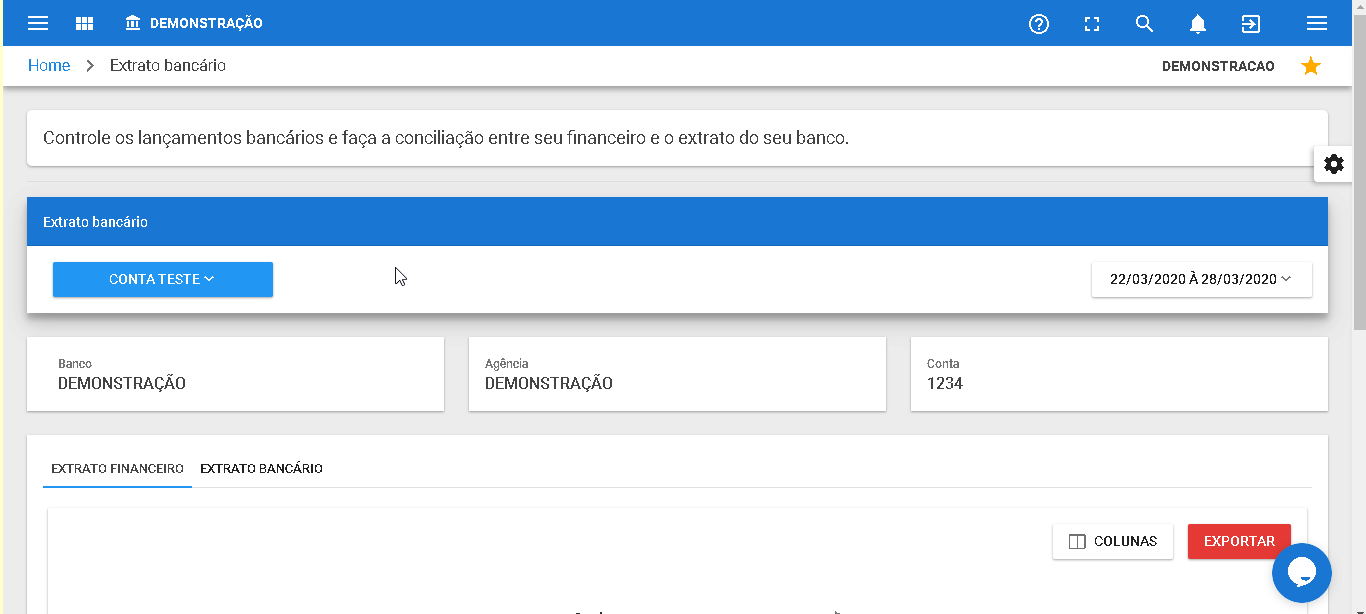 DEMONSTRAÇÃO
Home > Extrato bancário
DEMONSTRACAO
Controle os lançamentos bancários e faça a conciliação entre seu financeiro e o extrato do seu banco.
Extrato bancário
CONTA TESTE
22/03/2020 À 28/03/2020
Banco
DEMONSTRAÇÃO
Agência
DEMONSTRAÇÃO
Conta
1234
EXTRATO FINANCEIRO
EXTRATO BANCÁRIO
COLUNAS
EXPORTAR